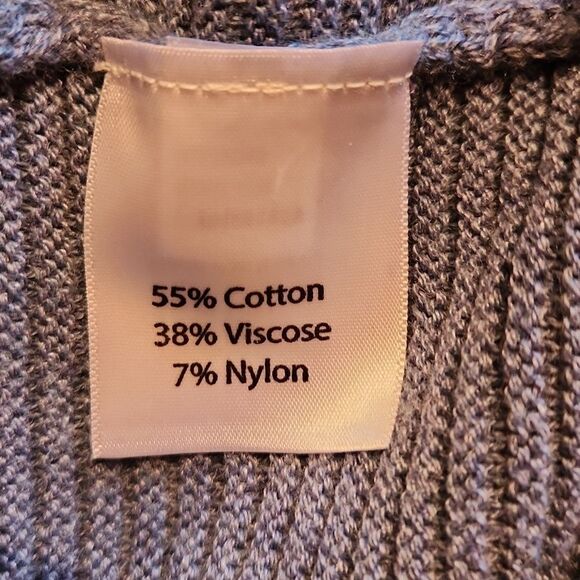 55% Cotton
38% Viscose
7% Nylon